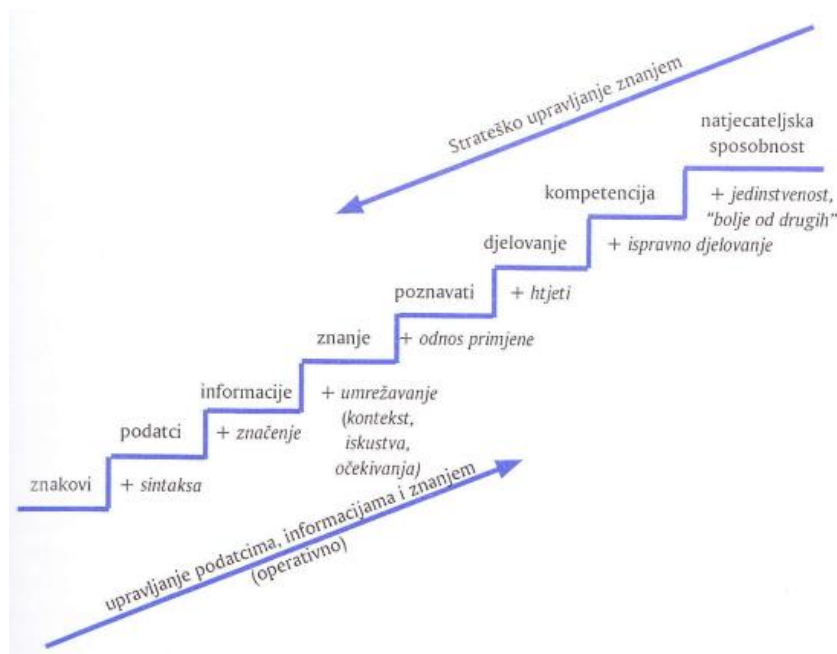 Strateško upravljanje znanjem
natjecateljska
sposobnost
+ jedinstvenost,
"bolje od drugih"
kompetencija
+ ispravno djelovanje
djelovanje
+ htjeti
poznavati
+ odnos primjene
znanje
+ umrežavanje
(kontekst,
iskustva,
očekivanja)
informacije
+ značenje
podatci
+ sintaksa
znakovi
upravljanje podatcima, informacijama i znanjem
(operativno)